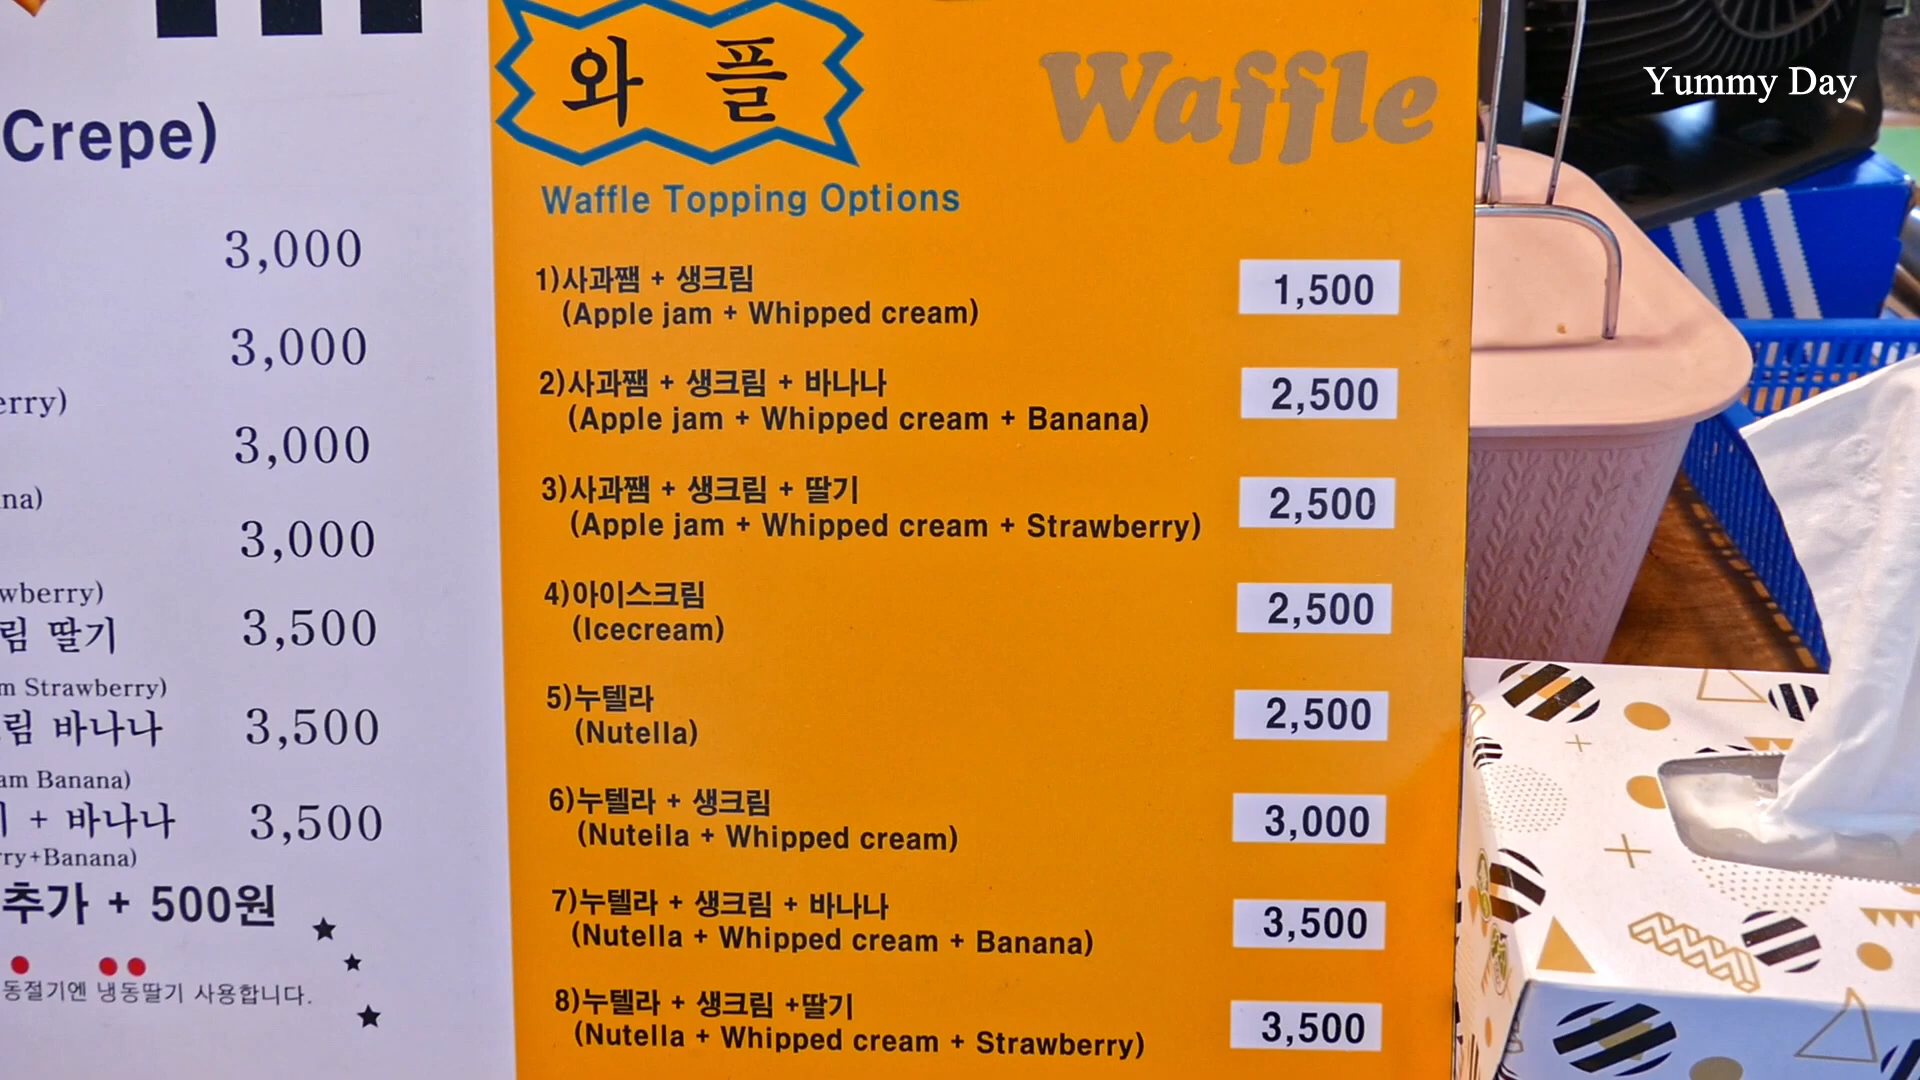 Crepe)
3,000
3,000
erry)
3,000
na)
3,000
wberry)
림 딸기 3,500
m Strawberry)
림 바나나 3,500
am Banana)
+ 바나나 3,500
rry+Banana)
추가 + 500원
동절기엔 냉동딸기 사용합니다.
와플
Waffle
Waffle Topping Options
1)사과쨈 + 생크림
(Apple jam + Whipped cream) 1,500
2)사과쨈 + 생크림 + 바나나
(Apple jam + Whipped cream + Banana) 2,500
3)사과쨈 + 생크림 + 딸기
(Apple jam + Whipped cream + Strawberry) 2,500
4)아이스크림
(Icecream) 2,500
5)누텔라
(Nutella) 2,500
6)누텔라 + 생크림
(Nuteila + Whipped cream) 3,000
7)누텔라 + 생크림 + 바나나
(Nutella + Whipped cream + Banana) 3,500
8)누텔라 + 생크림 +딸기
(Nutella + Whipped cream + Strawberry) 3,500
Yummy Day